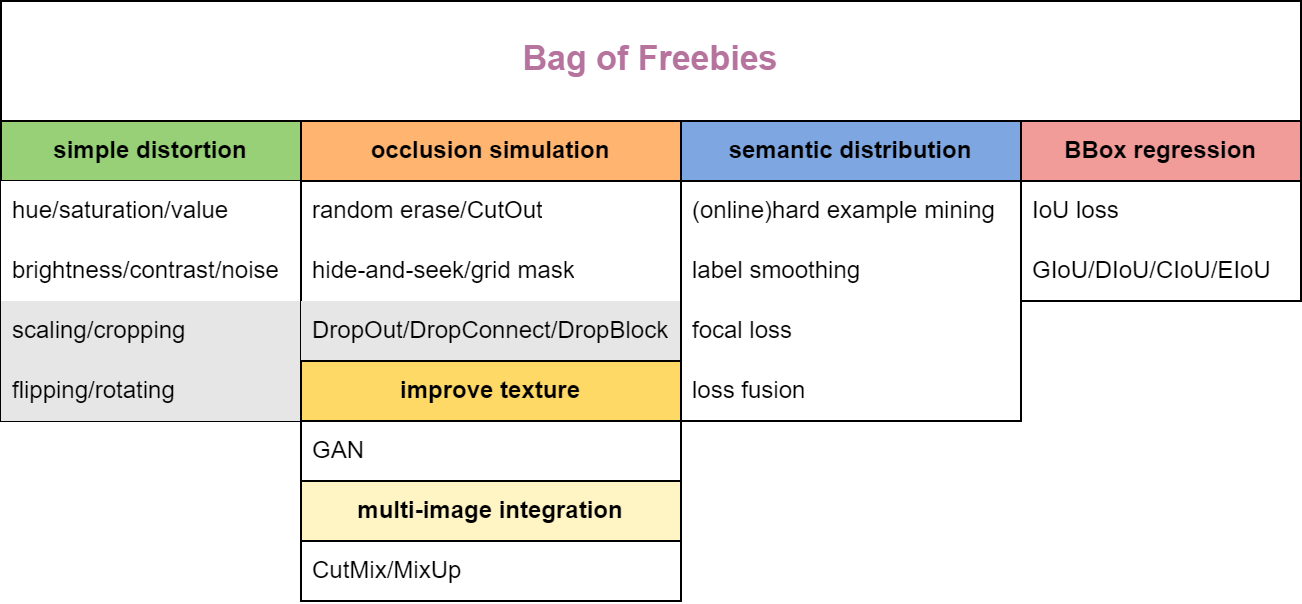 Bag of Freebies
simple distortion
hue/saturation/value
brightness/contrast/noise
scaling/cropping
flipping/rotating
occlusion simulation
random erase/CutOut
hide-and-seek/grid mask
DropOut/DropConnect/DropBlock
improve texture
GAN
multi-image integration
CutMix/MixUp
semantic distribution
(online)hard example mining
label smoothing
focal loss
loss fusion
BBox regression
IoU loss
GIoU/DIoU/CIoU/EIoU